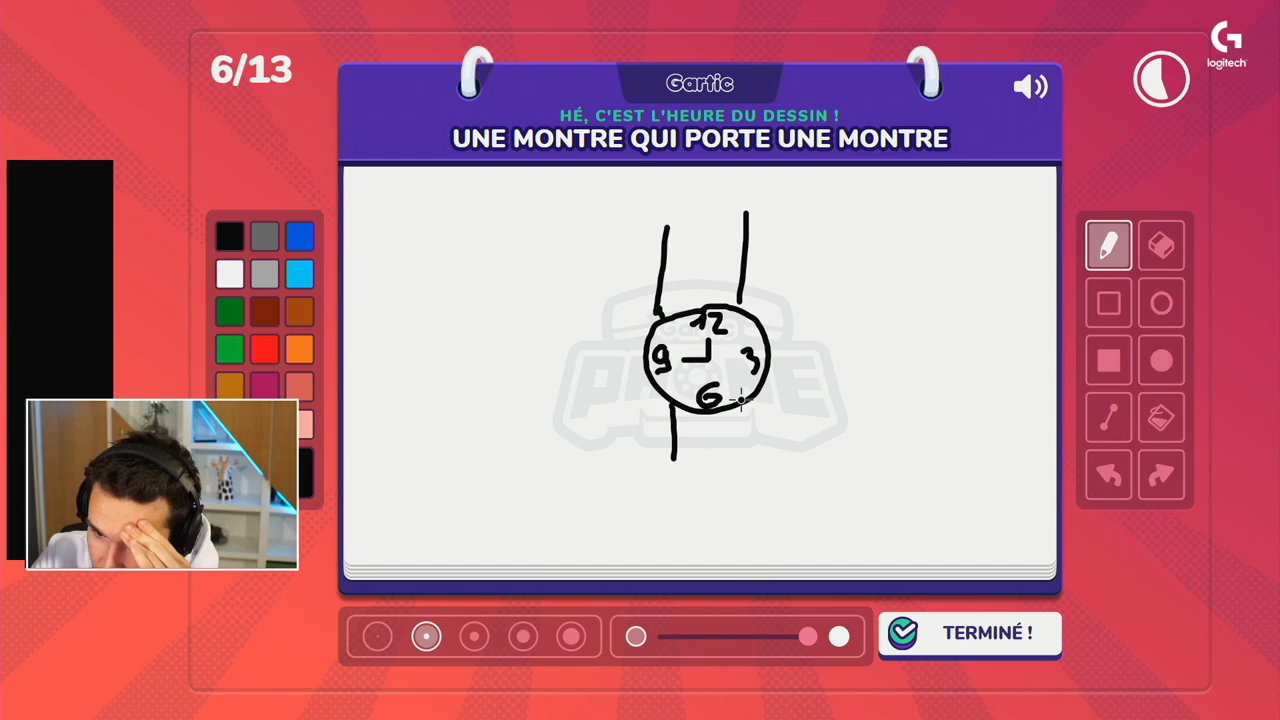 6/13
Gartic
logitech
HÉ, C'EST L'HEURE DU DESSIN !
UNE MONTRE QUI PORTE UNE MONTRE
12
9
3
6
TERMINÉ !